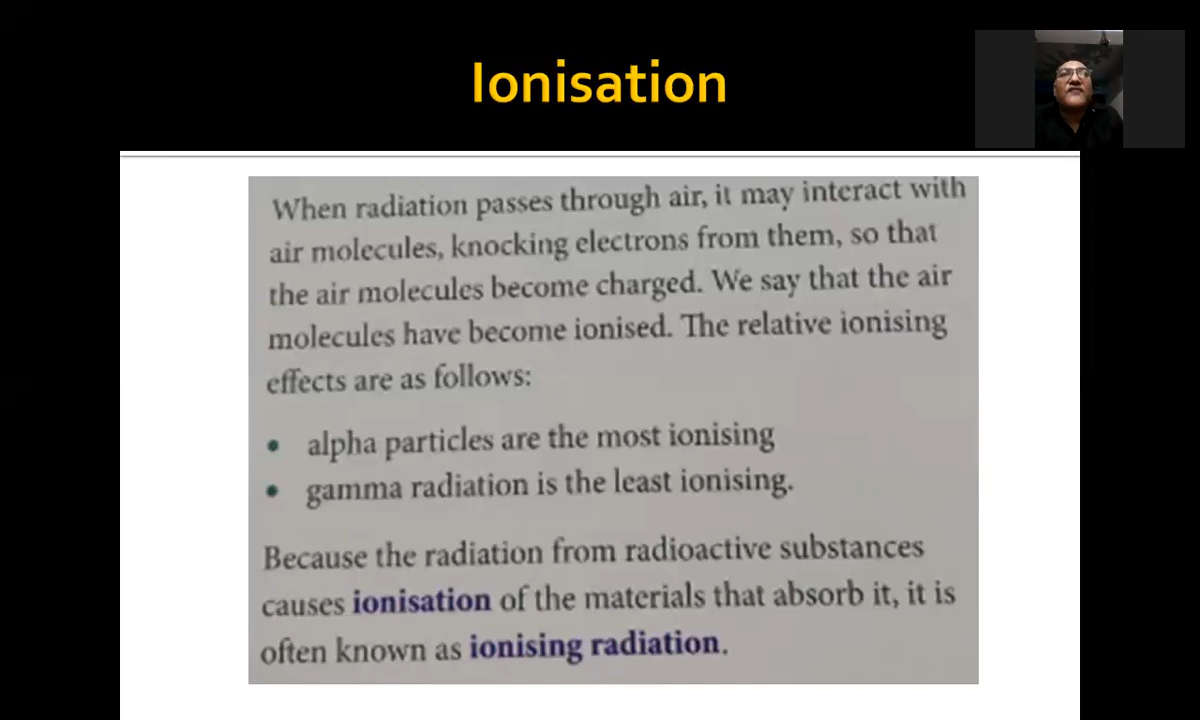 Ionisation
When radiation passes through air, it may interact with
air molecules, knocking electrons from them, so that
the air molecules become charged. We say that the air
molecules have become ionised. The relative ionising
effects are as follows:
• alpha particles are the most ionising
• gamma radiation is the least ionising.
Because the radiation from radioactive substances
causes ionisation of the materials that absorb it, it is
often known as ionising radiation.